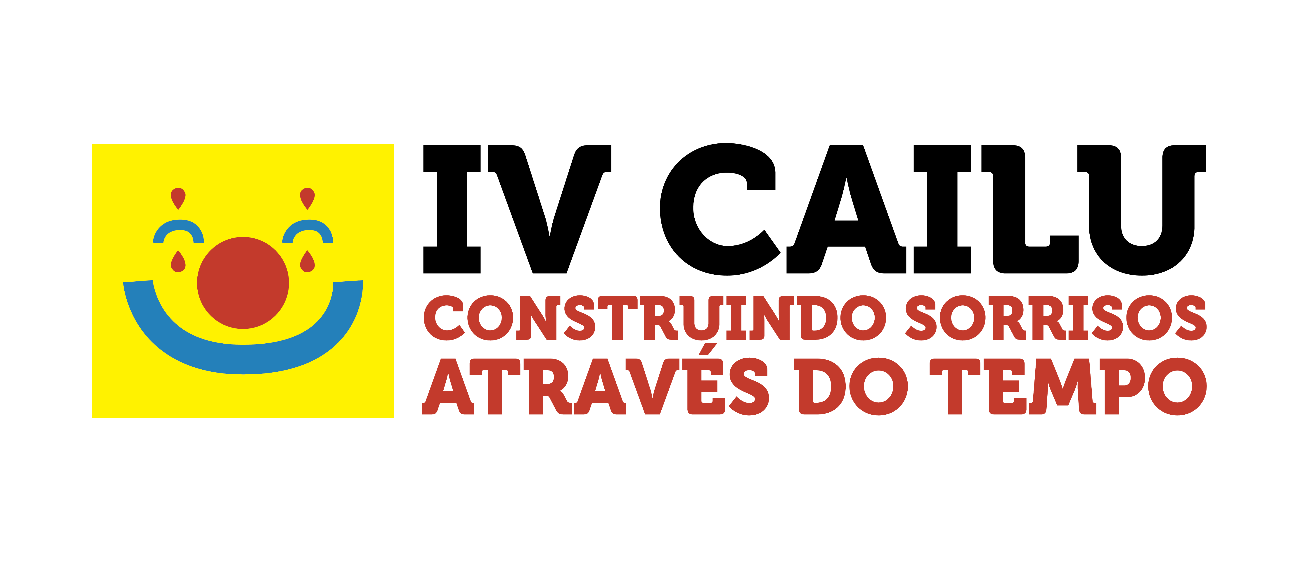 IV CAILU
CONSTRUINDO SORRISOS
ATRAVÉS DO TEMPO